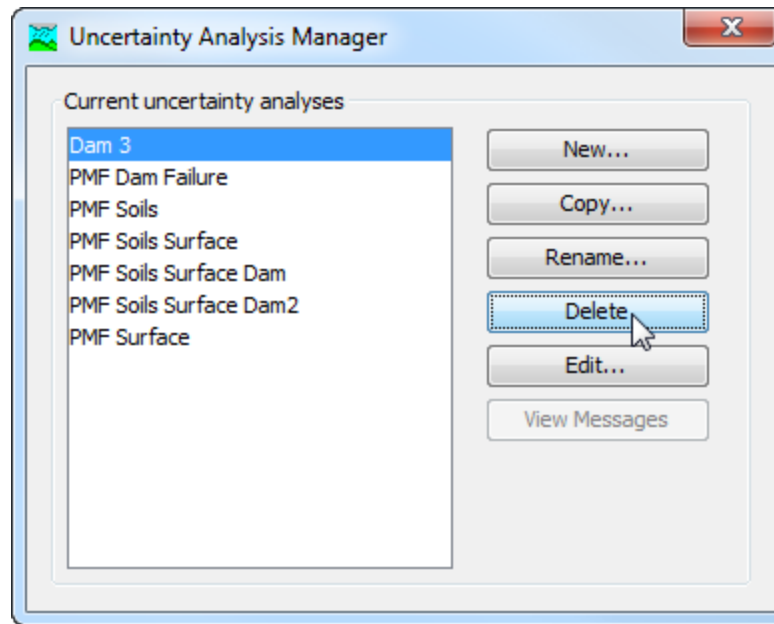 Uncertainty Analysis Manager
Current uncertainty analyses
Dam 3
PMF Dam Failure
PMF Soils
PMF Soils Surface
PMF Soils Surface Dam
PMF Soils Surface Dam2
PMF Surface
New...
Copy...
Rename...
Delete
Edit...
View Messages